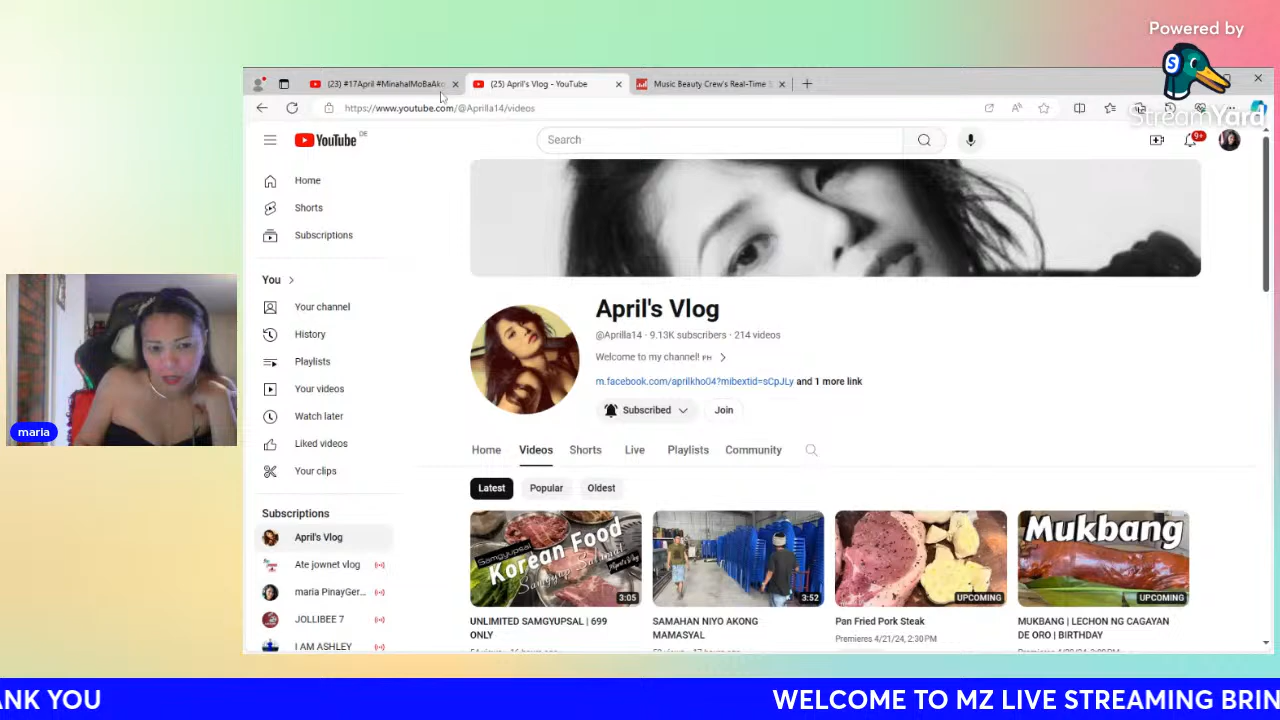 Powered by
StreamYard
(23) #17April #MinahalMoBaAko
(25) April's Vlog - YouTube
Music Beauty Crew's Real-Time
https://www.youtube.com/@Aprilla14/videos
YouTube DE
Search
9+
Home
Shorts
Subscriptions
You
Your channel
History
Playlists
Your videos
Watch later
Liked videos
Your clips
Subscriptions
April's Vlog
Ate jownet vlog
maria PinayGer...
JOLLIBEE 7
I AM ASHLEY
April's Vlog
@Aprilla14 · 9.13K subscribers · 214 videos
Welcome to my channel! PH
m.facebook.com/aprilkho04?mibextid=sCpJLy and 1 more link
Subscribed
Join
Home Videos Shorts Live Playlists Community
Latest Popular Oldest
Samgyupsal
Korean Food
3:05
UNLIMITED SAMGYUPSAL | 699
ONLY
3:52
SAMAHAN NIYO AKONG
MAMASYAL
UPCOMING
Pan Fried Pork Steak
Premieres 4/21/24, 2:30PM
Mukbang
UPCOMING
MUKBANG | LECHON NG CAGAYAN
DE ORO | BIRTHDAY
maria
ANK YOU
WELCOME TO MZ LIVE STREAMING BRIN